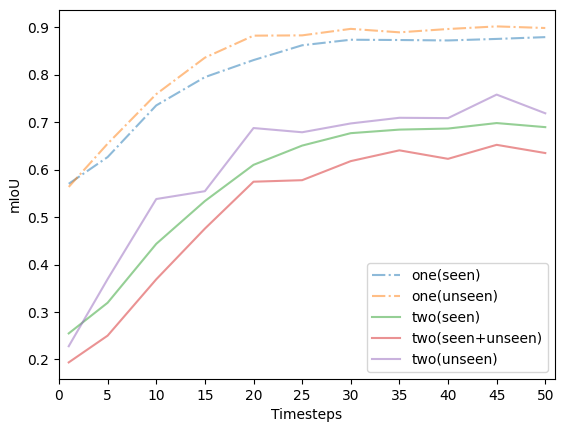 0.9
0.8
0.7
0.6
0.5
0.4
0.3
0.2
mIoU
0 5 10 15 20 25 30 35 40 45 50
Timesteps
one(seen)
one(unseen)
two(seen)
two(seen+unseen)
two(unseen)